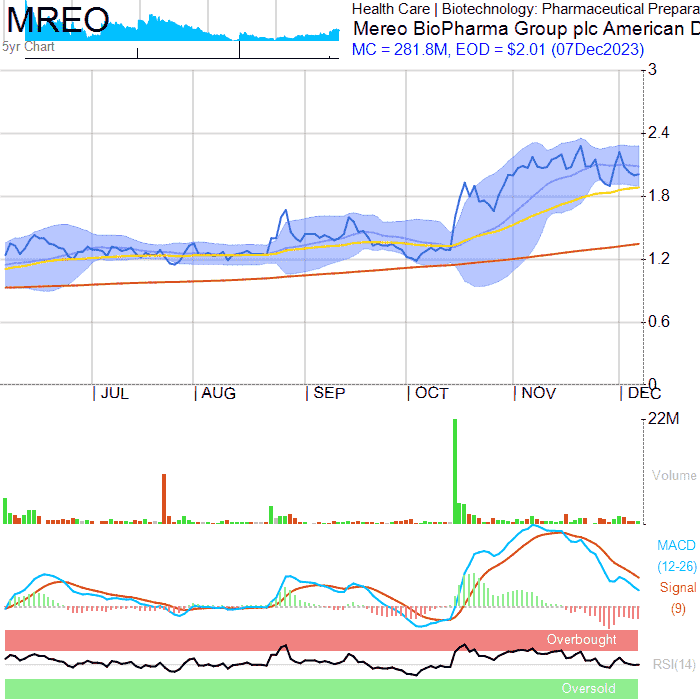 MREO
5yr Chart
Health Care | Biotechnology: Pharmaceutical Prepara
Mereo BioPharma Group plc American D
MC = 281.8M, EOD = $2.01 (07Dec2023)
3
2.4
1.8
1.2
0.6
0
JUL AUG SEP OCT NOV DEC
22M
Volume
MACD
(12-26)
Signal
(9)
Overbought
RSI(14)
Oversold